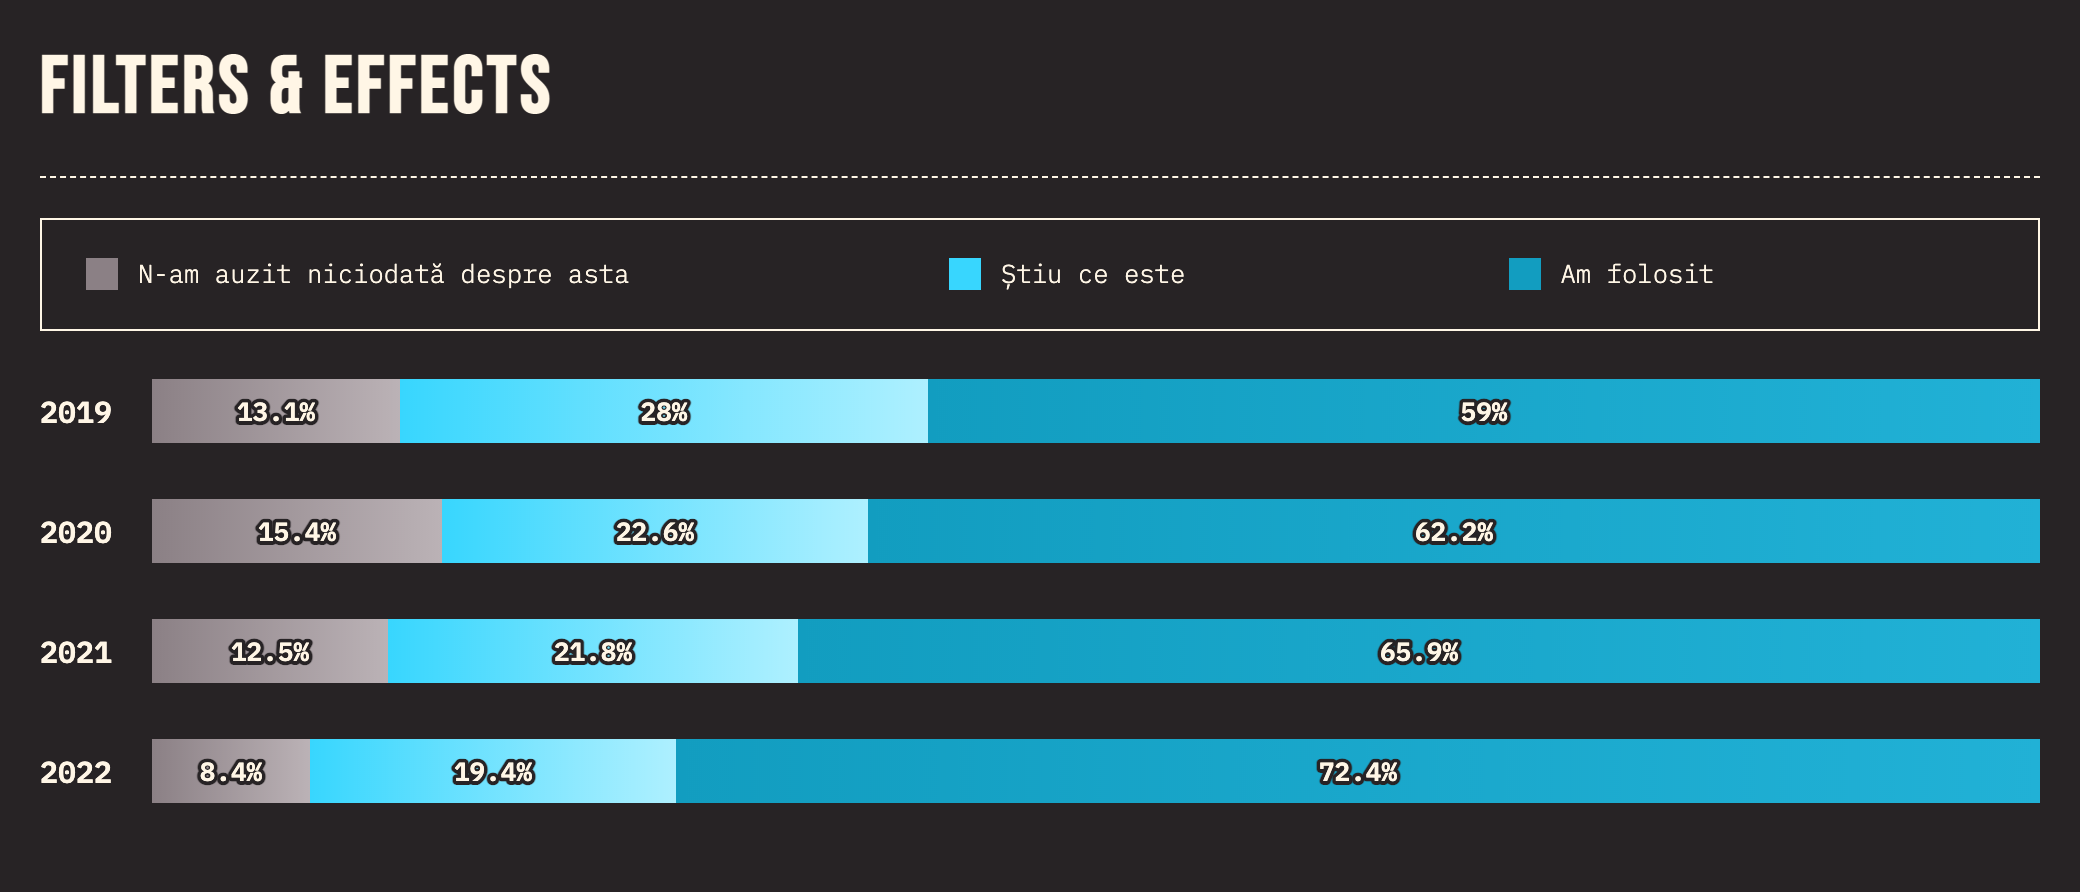 FILTERS & EFFECTS
N-am auzit niciodată despre asta Știu ce este Am folosit
2019 13.1% 28% 59%
2020 15.4% 22.6% 62.2%
2021 12.5% 21.8% 65.9%
2022 8.4% 19.4% 72.4%